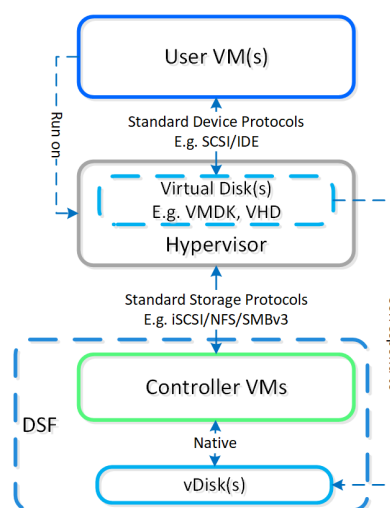 User VM(s)
Run on
Standard Device Protocols
E.g. SCSI/IDE
Virtual Disk(s)
E.g. VMDK, VHD
Hypervisor
Standard Storage Protocols
E.g. iSCSI/NFS/SMBv3
Controller VMs
DSF
Native
vDisk(s)